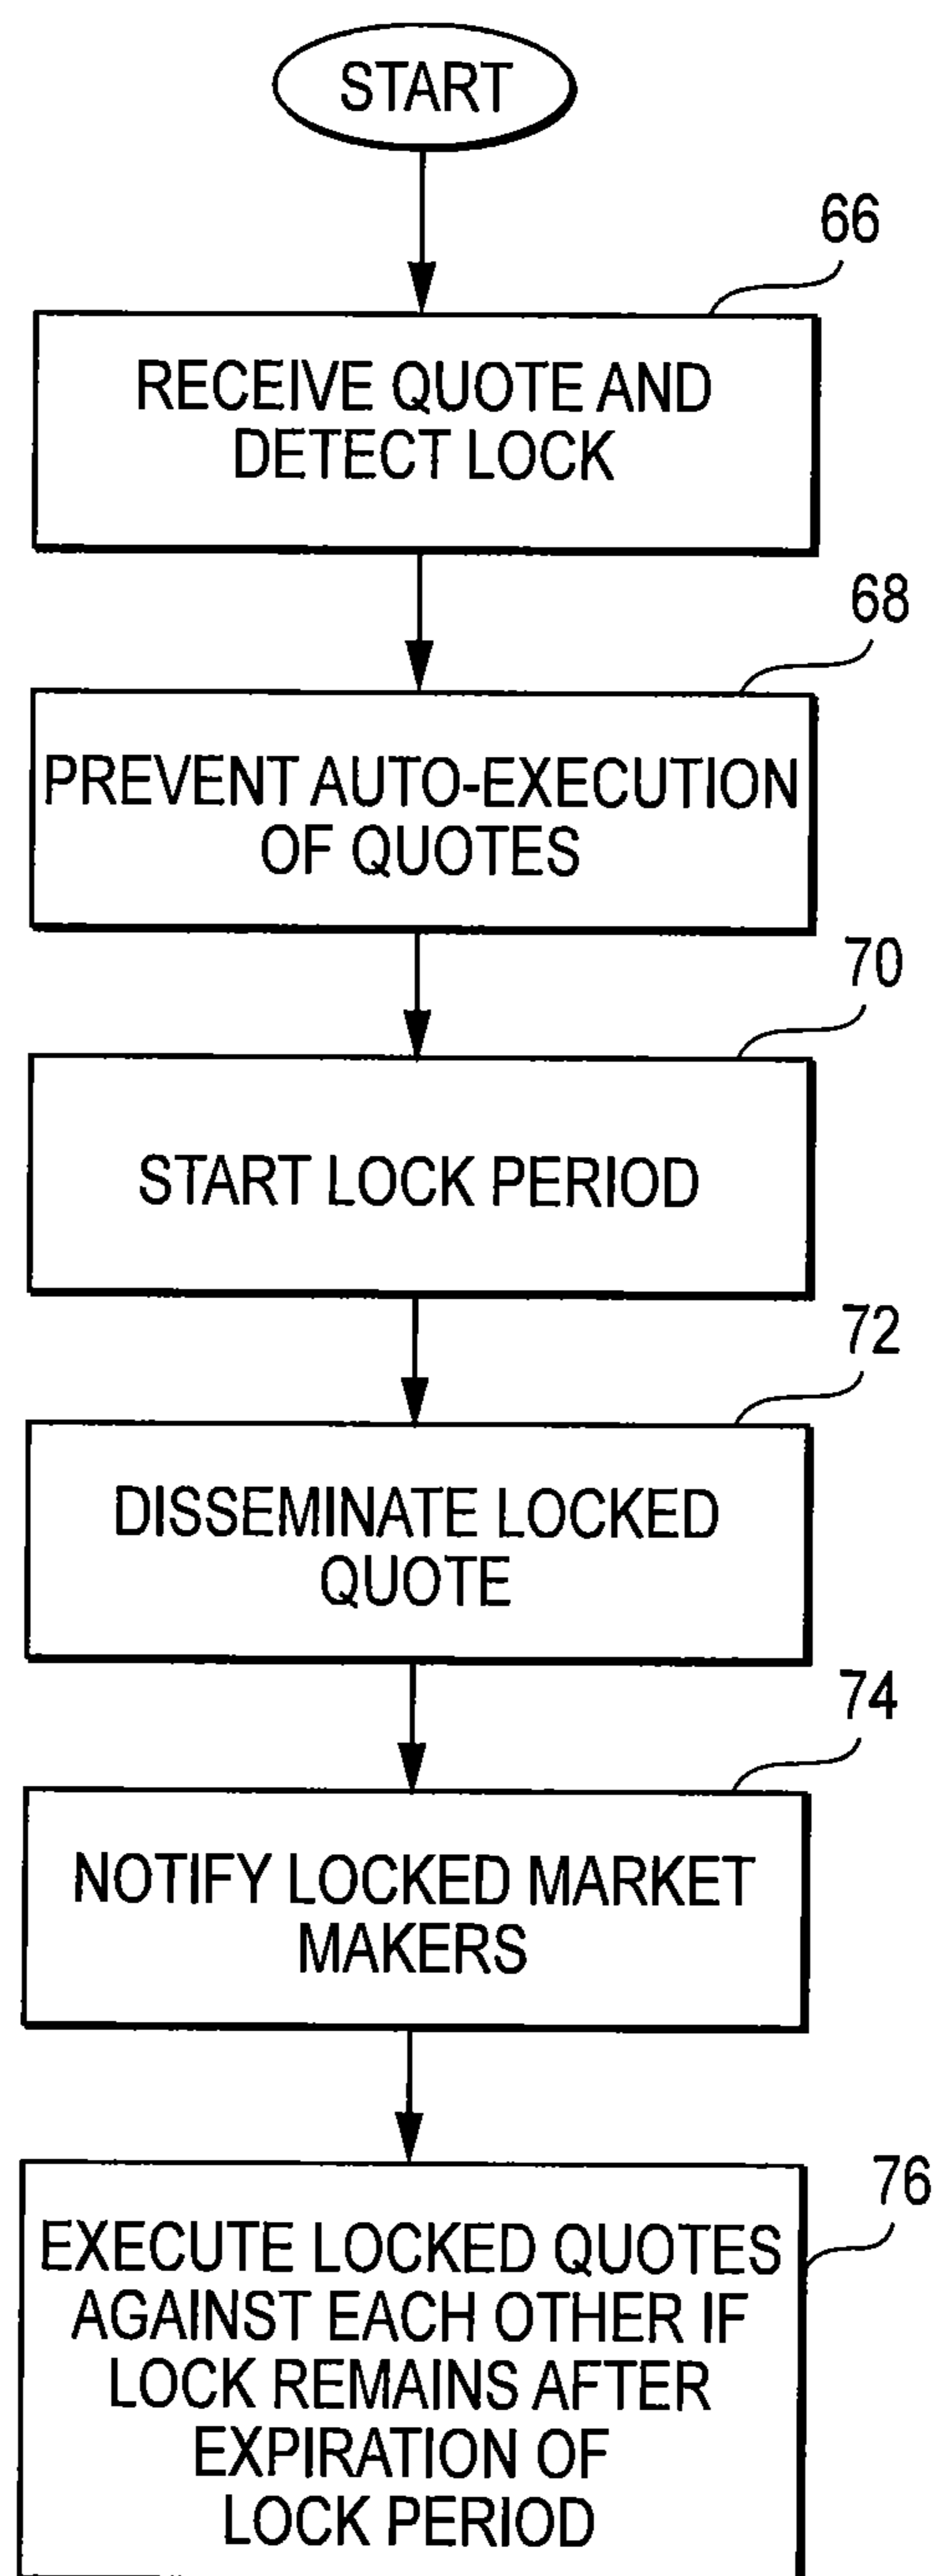 START
66
RECEIVE QUOTE AND
DETECT LOCK
68
PREVENT AUTO-EXECUTION
OF QUOTES
70
START LOCK PERIOD
72
DISSEMINATE LOCKED
QUOTE
74
NOTIFY LOCKED MARKET
MAKERS
76
EXECUTE LOCKED QUOTES
AGAINST EACH OTHER IF
LOCK REMAINS AFTER
EXPIRATION OF
LOCK PERIOD